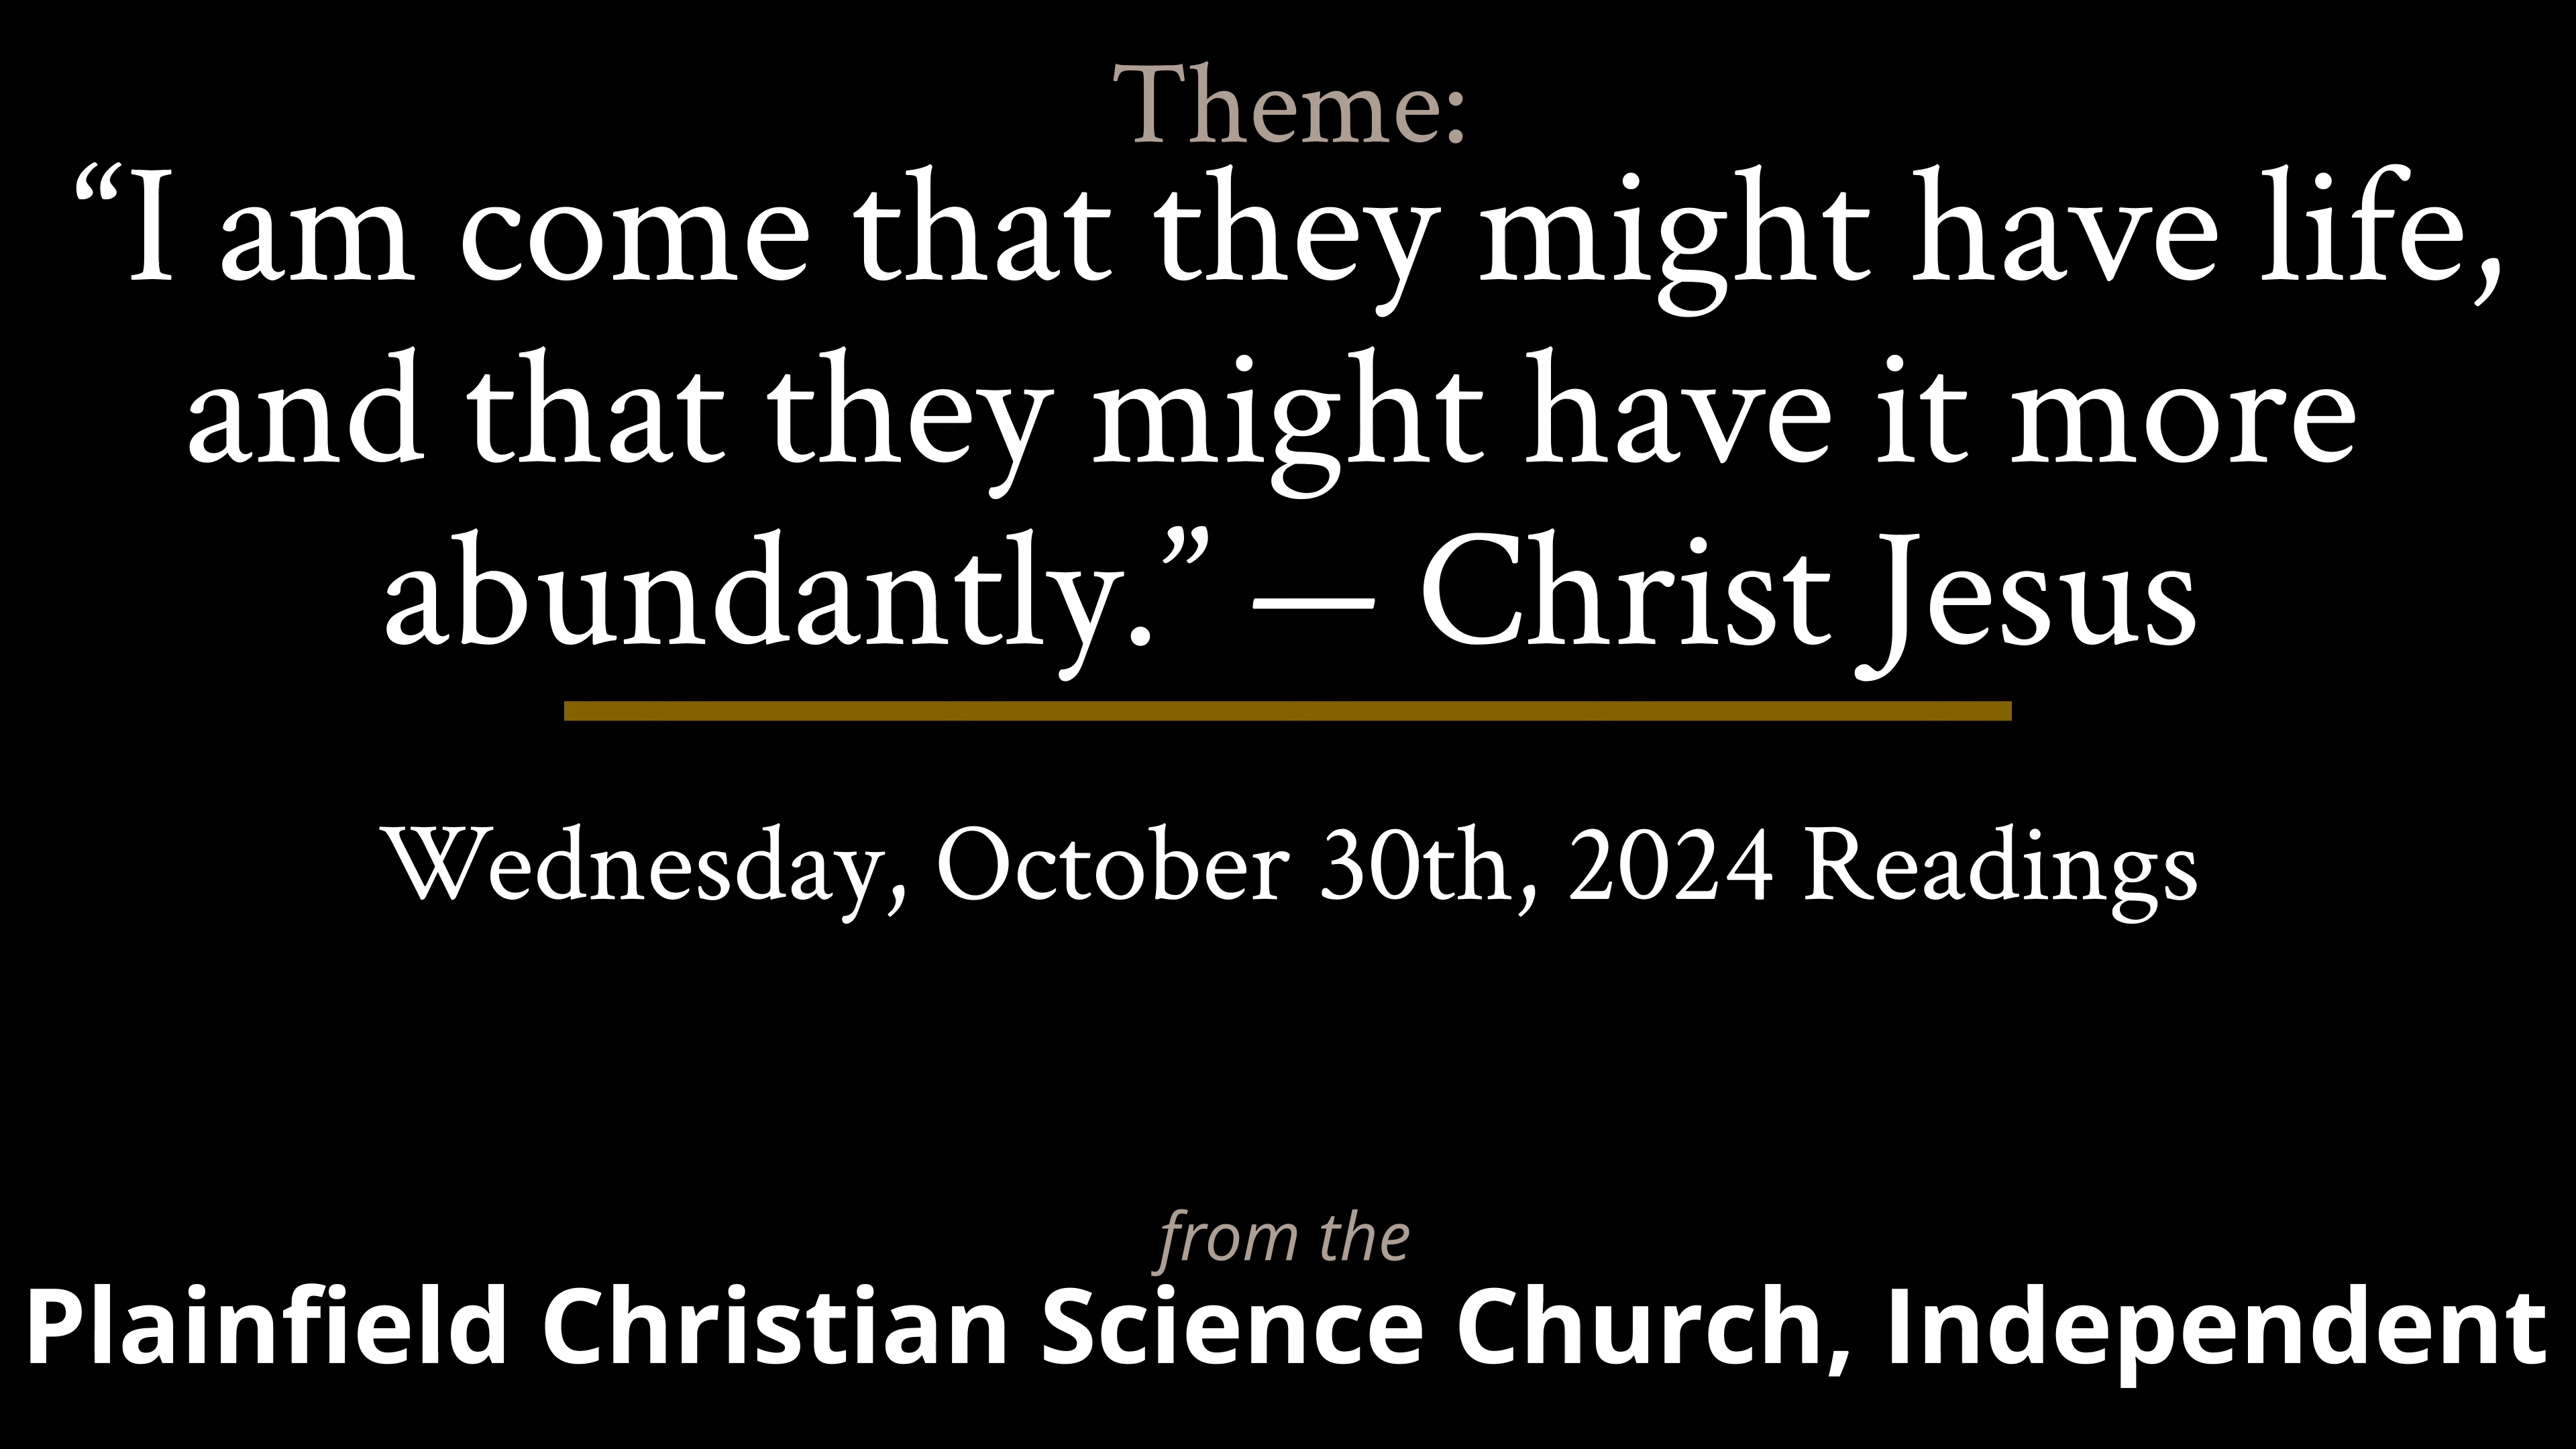 Theme:
“I am come that they might have life,
and that they might have it more
abundantly.” — Christ Jesus
Wednesday, October 30th, 2024 Readings
from the
Plainfield Christian Science Church, Independent